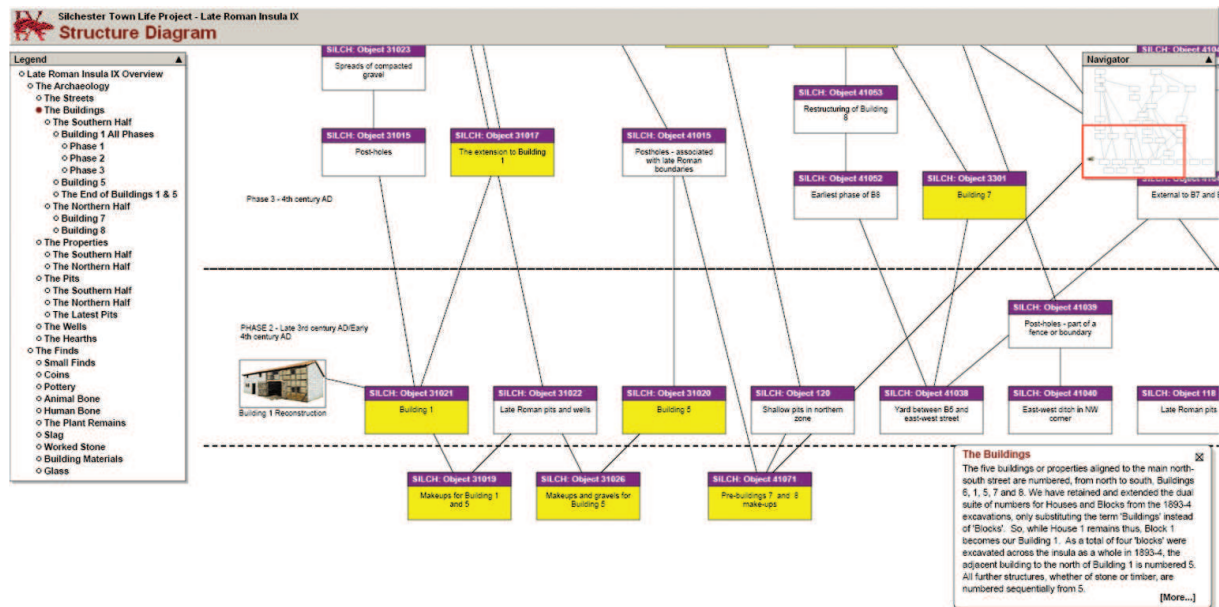 Silchester Town Life Project - Late Roman Insula IX
Structure Diagram
Legend
Late Roman Insula IX Overview
The Archaeology
The Streets
The Buildings
The Southern Half
Building 1 All Phases
Phase 1
Phase 2
Phase 3
Building 5
The End of Buildings 1 & 5
The Northern Half
Building 7
Building 8
The Properties
The Southern Half
The Northern Half
The Pits
The Southern Half
The Northern Half
The Latest Pits
The Wells
The Hearths
The Finds
Small Finds
Coins
Pottery
Animal Bone
Human Bone
The Plant Remains
Slag
Worked Stone
Building Materials
Glass
SILCH: Object 31023
Spreads of compacted
gravel
Navigator
SILCH: Object 41053
Restructuring of Building
8
SILCH: Object 31015
Post-holes
SILCH: Object 31017
The extension to Building
1
SILCH: Object 41015
Postholes - associated
with late Roman
boundaries
SILCH: Object 41052
Earliest phase of B8
SILCH: Object 3301
Building 7
External to B7 and
Phase 3 - 4th century AD
PHASE 2 - Late 3rd century AD/Early
4th century AD
SILCH: Object 41039
Post-holes - part of a
fence or boundary
Building 1 Reconstruction
SILCH: Object 31021
Building 1
SILCH: Object 31022
Late Roman pits and wells
SILCH: Object 31020
Building 5
SILCH: Object 120
Shallow pits in northern
zone
SILCH: Object 41038
Yard between B5 and
east-west street
SILCH: Object 41040
East-west ditch in NW
corner
SILCH: Object 118
Late Roman pits
SILCH: Object 31019
Makeups for Building 1
and 5
SILCH: Object 31026
Makeups and gravels for
Building 5
SILCH: Object 41071
Pre-buildings 7 and 8
make-ups
The Buildings
The five buildings or properties aligned to the main north-
south street are numbered, from north to south, Buildings
6, 1, 5, 7 and 8. We have retained and extended the dual
suite of numbers for Houses and Blocks from the 1893-4
excavations, only substituting the term 'Buildings' instead
of 'Blocks'. So, while House 1 remains thus, Block 1
becomes our Building 1. As a total of four 'blocks' were
excavated across the insula as a whole in 1893-4, the
adjacent building to the north of Building 1 is numbered 5.
All further structures, whether of stone or timber, are
numbered sequentially from 5.
[More...]